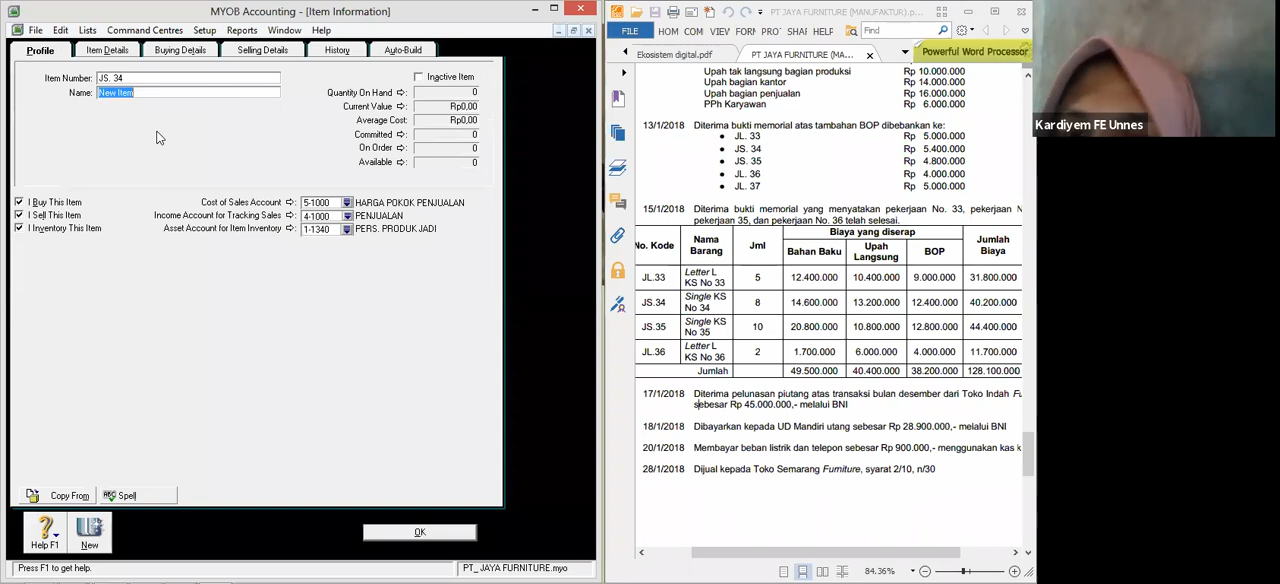 MYOB Accounting - [Item Information]
File Edit Lists Command Centres Setup Reports Window Help
Profile Item Details Buying Details Selling Details History Auto-Build
Item Number: JS. 34
Name: New Item
Inactive Item
Quantity On Hand 0
Current Value Rp0,00
Average Cost: Rp0,00
Committed: 0
On Order: 0
Available: 0
I Buy This Item
I Sell This Item
I Inventory This Item
Cost of Sales Account 5-1000 HARGA POKOK PENJUALAN
Income Account for Tracking Sales 4-1000 PENJUALAN
Asset Account for Item Inventory 1-1340 PERS. PRODUK JADI
Copy From Spell
Help F1 New OK
Press F1 to get help. PT_ JAYA FURNITURE.myo
PT JAYA FURNITURE (MANUFAKTUR).p...
FILE HOM COM VIEV FOR PRO SHAR HELP Find
Ekosistem digital.pdf PT JAYA FURNITURE (MA... Powerful Word Processor
Upah tak langsung bagian produksi Rp 10.000.000
Upah bagian kantor Rp 14.000.000
Upah bagian penjualan Rp 16.000.000
PPh Karyawan Rp 6.000.000
13/1/2018 Diterima bukti memorial atas tambahan BOP dibebankan ke:
• JL. 33 Rp 5.000.000
• JS. 34 Rp 5.400.000
• JS. 35 Rp 4.800.000
• JL. 36 Rp 4.000.000
• JL. 37 Rp 5.000.000
15/1/2018 Diterima bukti memorial yang menyatakan pekerjaan No. 33, pekerjaan N
pekerjaan 35, dan pekerjaan No. 36 telah selesai.
No. Kode Nama Barang Jml Biaya yang diserap Jumlah Biaya
Bahan Baku Upah Langsung BOP
JL.33 Letter L KS No 33 5 12.400.000 10.400.000 9.000.000 31.800.000
JS.34 Single KS No 34 8 14.600.000 13.200.000 12.400.000 40.200.000
JS.35 Single KS No 35 10 20.800.000 10.800.000 12.800.000 44.400.000
JL.36 Letter L KS No 36 2 1.700.000 6.000.000 4.000.000 11.700.000
Jumlah 49.500.000 40.400.000 38.200.000 128.100.000
17/1/2018 Diterima pelunasan piutang atas transaksi bulan desember dari Toko Indah Fu
sebesar Rp 45.000.000,- melalui BNI
18/1/2018 Dibayarkan kepada UD Mandiri utang sebesar Rp 28.900.000,- melalui BNI
20/1/2018 Membayar beban listrik dan telepon sebesar Rp 900.000,- menggunakan kas k
28/1/2018 Dijual kepada Toko Semarang Furniture, syarat 2/10, n/30
84.36%
Kardiyem FE Unnes